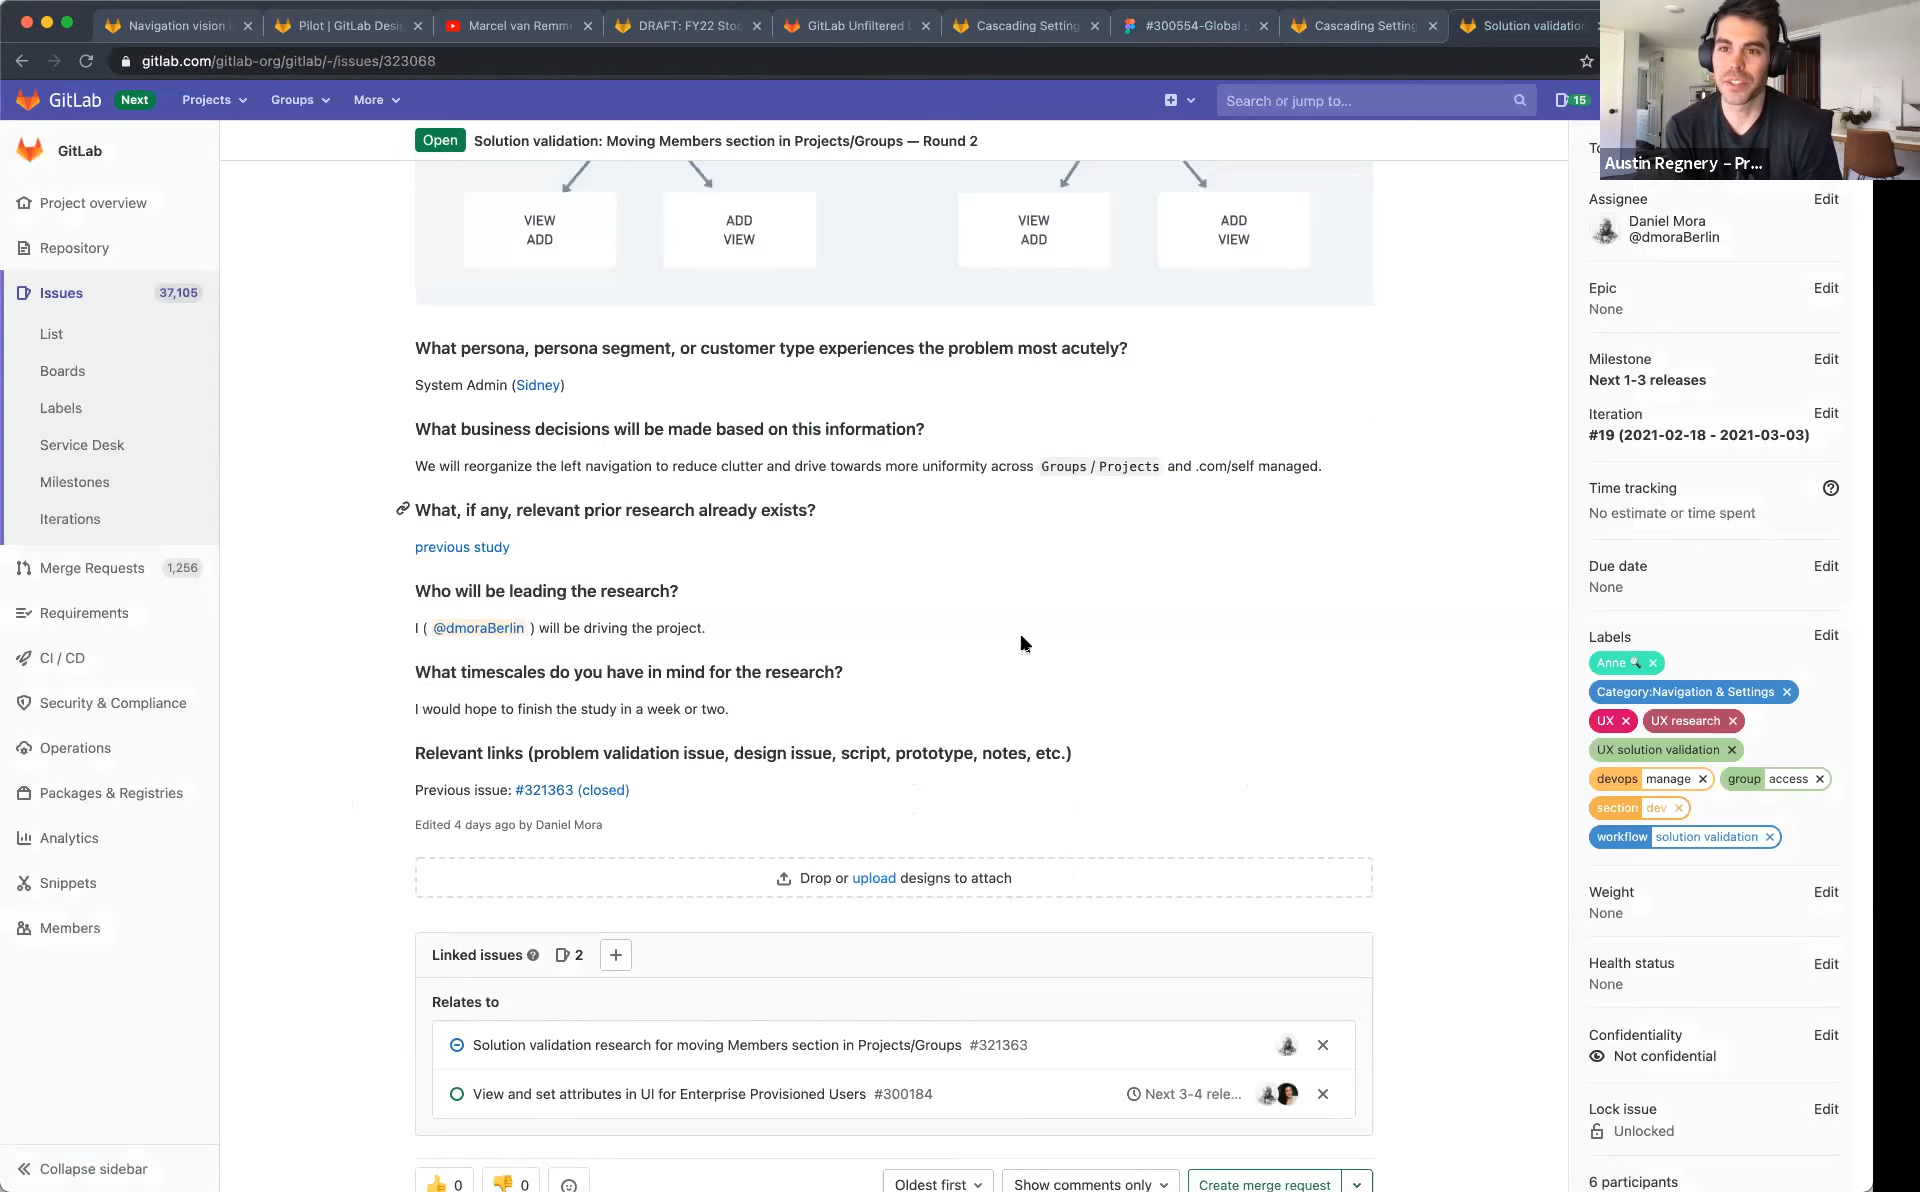 Navigation vision
Pilot | GitLab Desi
Marcel van Remme
DRAFT: FY22 Sto
GitLab Unfiltered
Cascading Setting
#300554-Global s
Cascading Setting
Solution validation
gitlab.com/gitlab-org/gitlab/-/issues/323068
GitLab Next Projects Groups More Search or jump to... 15
Austin Regnery – Pr...
GitLab
Project overview
Repository
Issues 37,105
List
Boards
Labels
Service Desk
Milestones
Iterations
Merge Requests 1,256
Requirements
CI / CD
Security & Compliance
Operations
Packages & Registries
Analytics
Snippets
Members
Collapse sidebar
Open Solution validation: Moving Members section in Projects/Groups — Round 2
VIEW
ADD
ADD
VIEW
VIEW
ADD
ADD
VIEW
What persona, persona segment, or customer type experiences the problem most acutely?
System Admin (Sidney)
What business decisions will be made based on this information?
We will reorganize the left navigation to reduce clutter and drive towards more uniformity across Groups / Projects and .com/self managed.
What, if any, relevant prior research already exists?
previous study
Who will be leading the research?
I ( @dmoraBerlin ) will be driving the project.
What timescales do you have in mind for the research?
I would hope to finish the study in a week or two.
Relevant links (problem validation issue, design issue, script, prototype, notes, etc.)
Previous issue: #321363 (closed)
Edited 4 days ago by Daniel Mora
Drop or upload designs to attach
Linked issues 2
Relates to
Solution validation research for moving Members section in Projects/Groups #321363
View and set attributes in UI for Enterprise Provisioned Users #300184 Next 3-4 rele...
0 0
Oldest first Show comments only Create merge request
To
Assignee Edit
Daniel Mora
@dmoraBerlin
Epic Edit
None
Milestone Edit
Next 1-3 releases
Iteration Edit
#19 (2021-02-18 - 2021-03-03)
Time tracking
No estimate or time spent
Due date Edit
None
Labels Edit
Anne
Category:Navigation & Settings
UX UX research
UX solution validation
devops manage group access
section dev
workflow solution validation
Weight Edit
None
Health status Edit
None
Confidentiality Edit
Not confidential
Lock issue Edit
Unlocked
6 participants